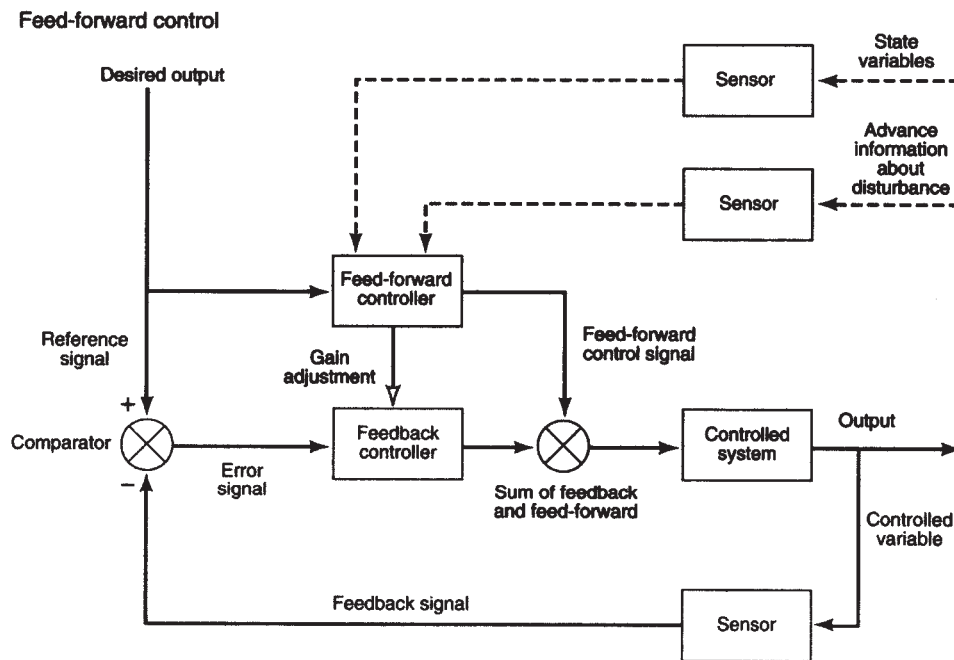 Feed-forward control
Desired output
Sensor
State
variables
Advance
information
about
disturbance
Sensor
Feed-forward
controller
Reference
signal
Gain
adjustment
Feed-forward
control signal
+
Comparator
Feedback
controller
Controlled
system
Output
−
Error
signal
Sum of feedback
and feed-forward
Controlled
variable
Feedback signal
Sensor